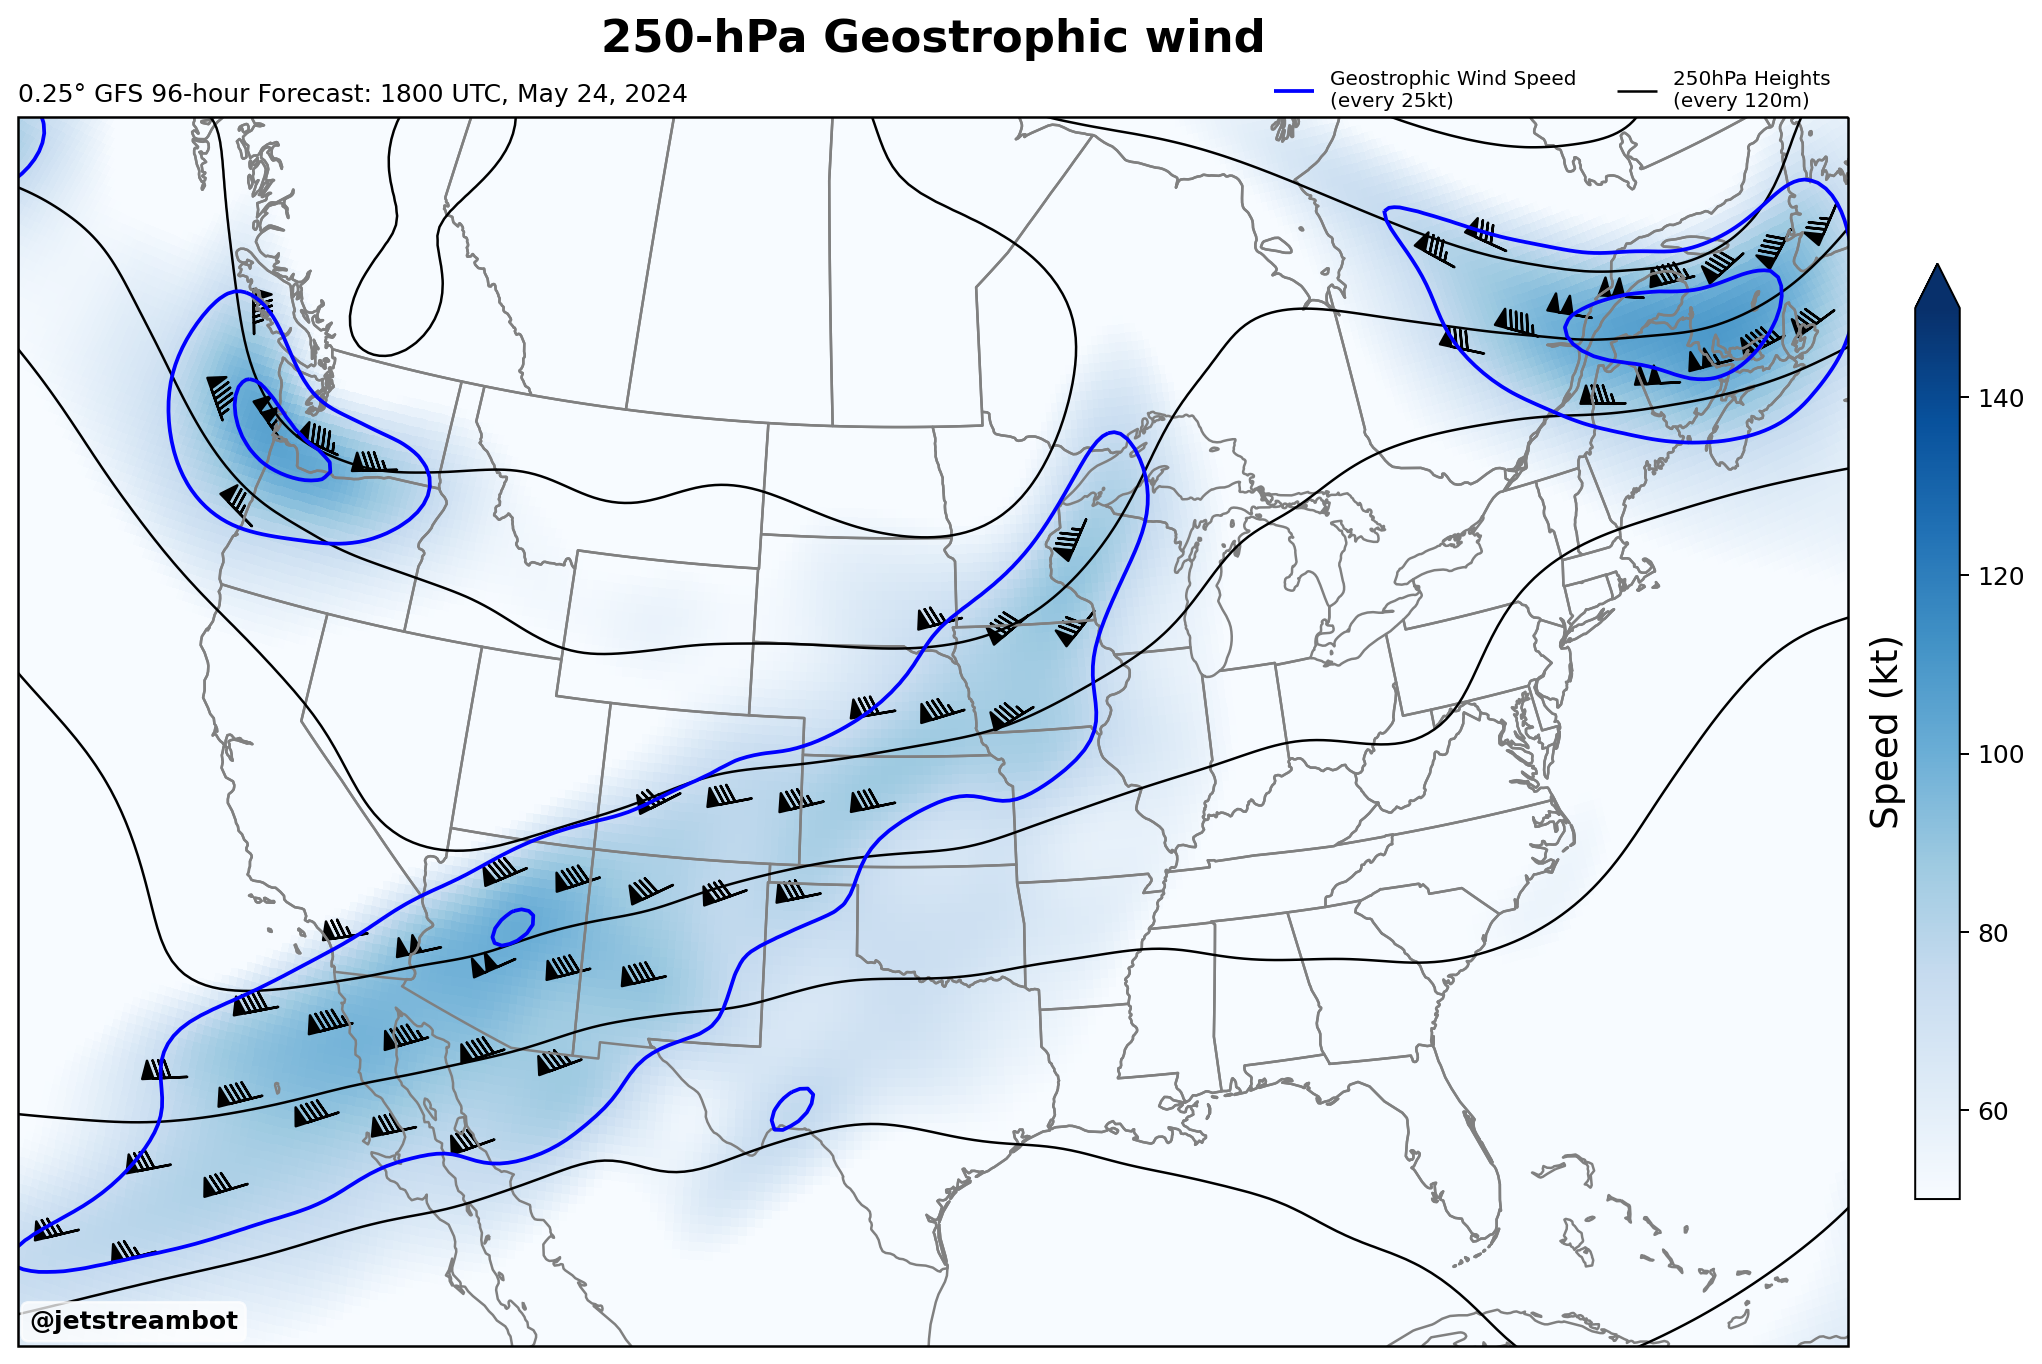 250-hPa Geostrophic wind
0.25° GFS 96-hour Forecast: 1800 UTC, May 24, 2024
Geostrophic Wind Speed
(every 25kt)
250hPa Heights
(every 120m)
140
120
100
80
60
Speed (kt)
@jetstreambot